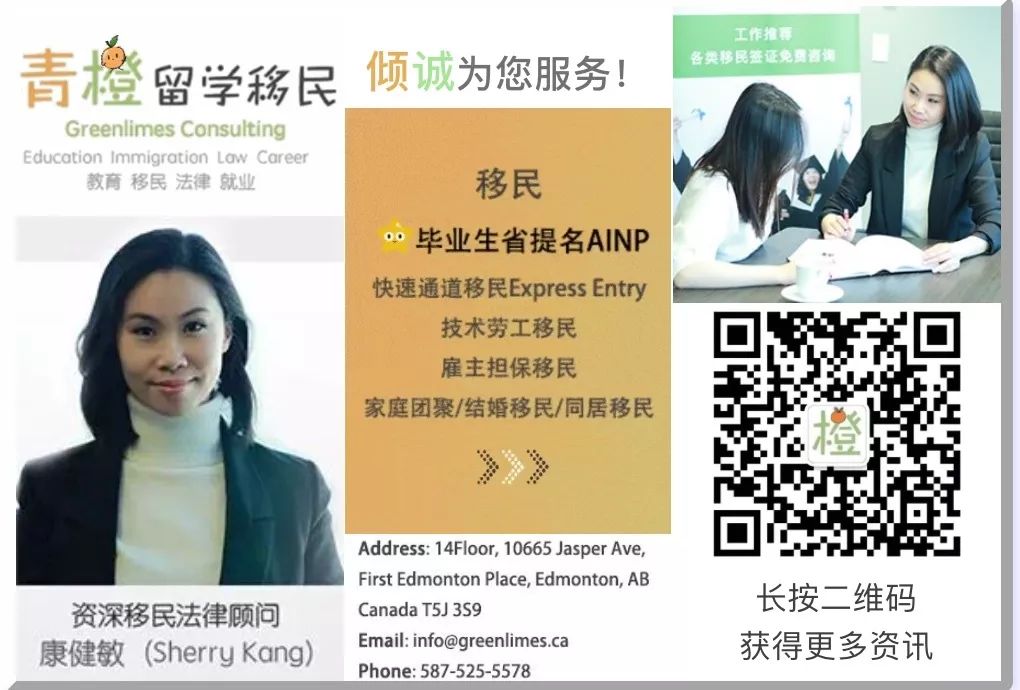 青橙留学移民
Greenlimes Consulting
Education Immigration Law Career
教育 移民 法律 就业
资深移民法律顾问
康健敏（Sherry Kang）
倾诚为您服务！
移民
毕业生省提名AINP
快速通道移民Express Entry
技术劳工移民
雇主担保移民
家庭团聚/结婚移民/同居移民
Address: 14Floor, 10665 Jasper Ave,
First Edmonton Place, Edmonton, AB
Canada T5J 3S9
Email: info@greenlimes.ca
Phone: 587-525-5578
工作推荐
各类移民签证免费咨询
橙
长按二维码
获得更多资讯